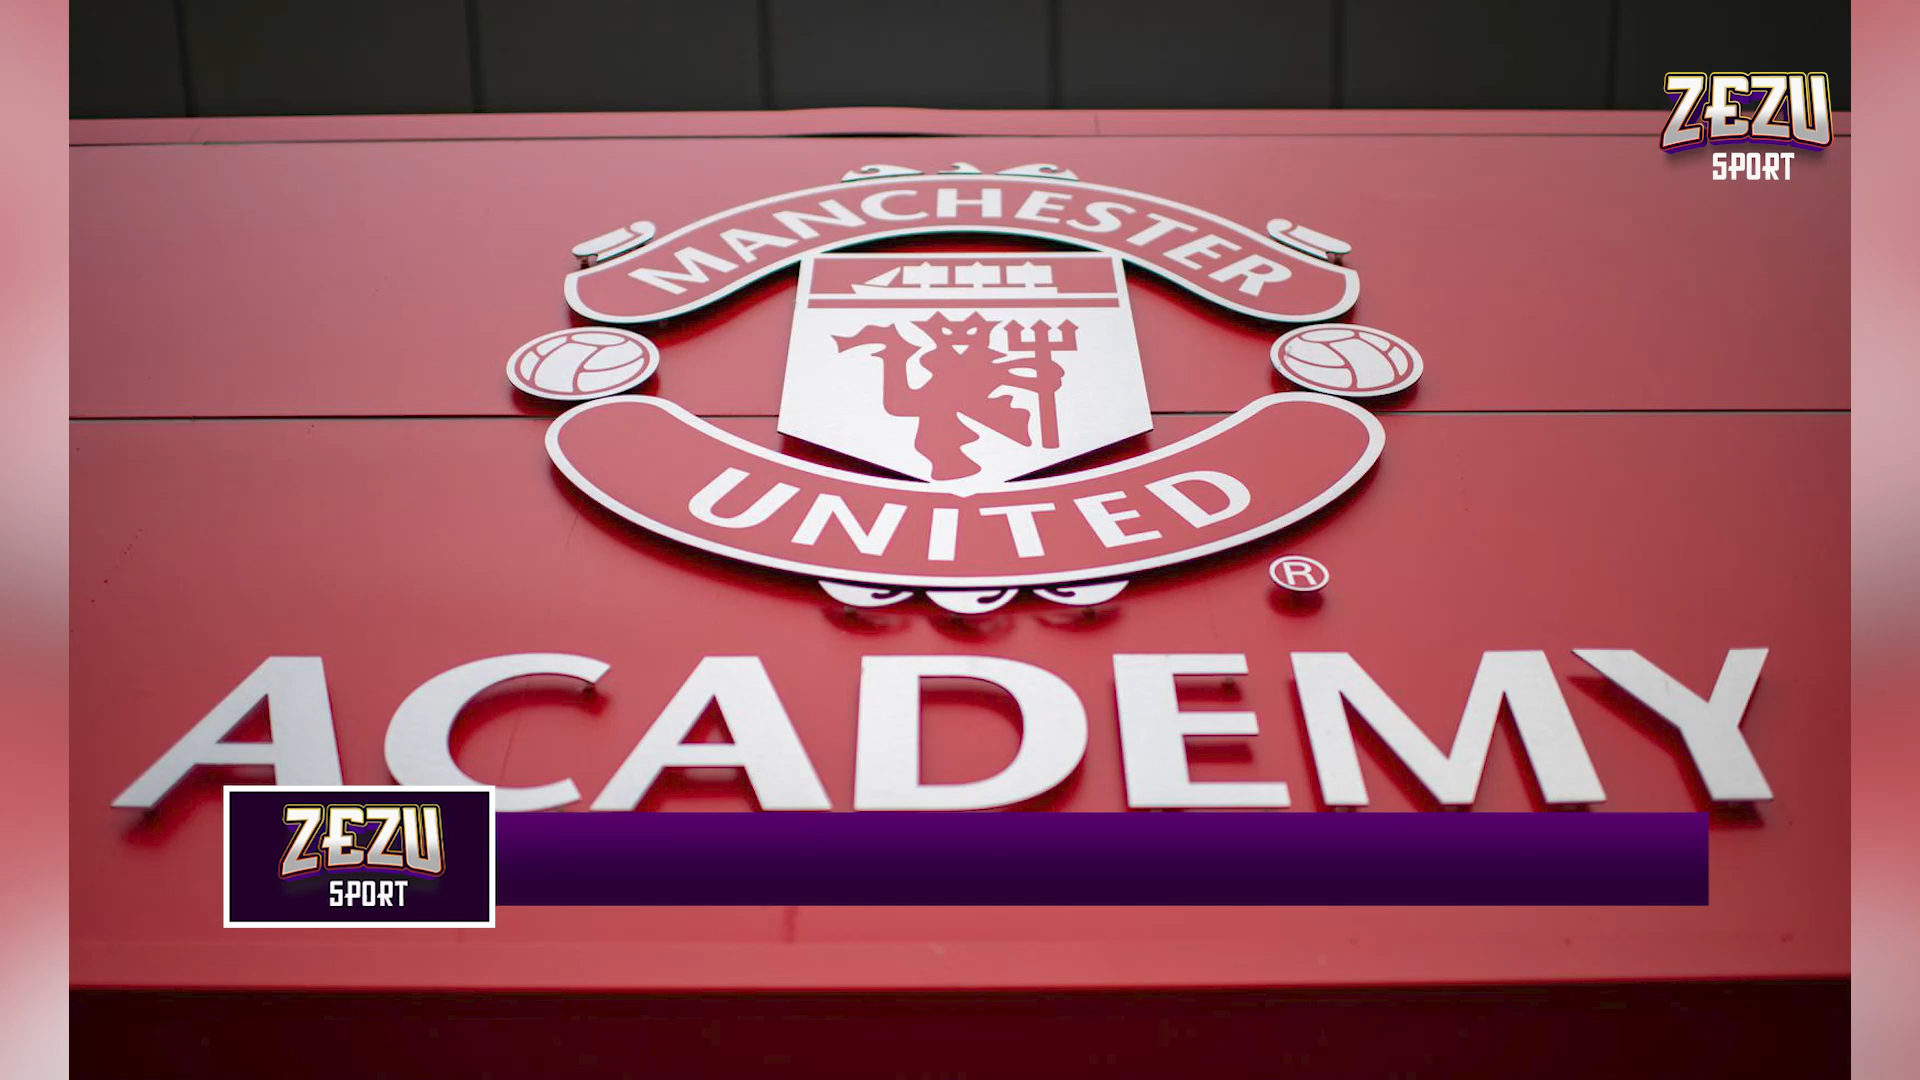 ZEZU
SPORT
MANCHESTER
UNITED
®
ACADEMY
ZEZU
SPORT